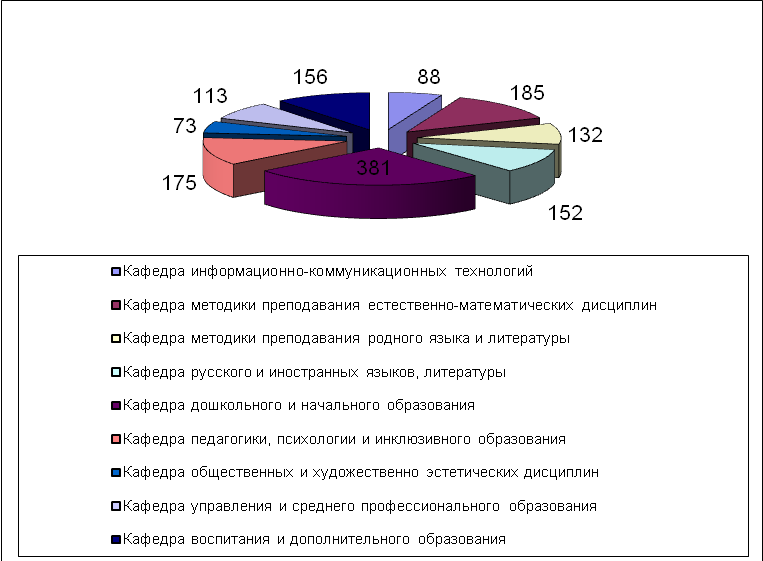 156
88
113
185
73
132
381
175
152
Кафедра информационно-коммуникационных технологий
Кафедра методики преподавания естественно-математических дисциплин
Кафедра методики преподавания родного языка и литературы
Кафедра русского и иностранных языков, литературы
Кафедра дошкольного и начального образования
Кафедра педагогики, психологии и инклюзивного образования
Кафедра общественных и художественно эстетических дисциплин
Кафедра управления и среднего профессионального образования
Кафедра воспитания и дополнительного образования